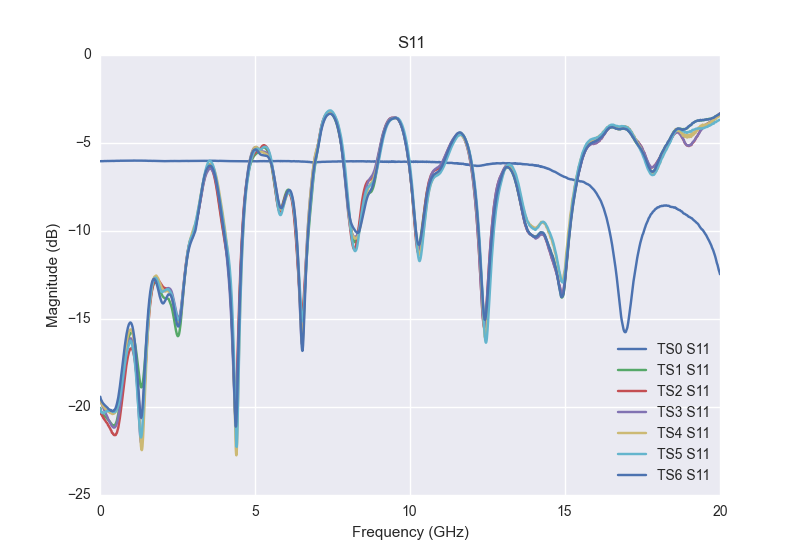 S11
0
−5
−10
−15
−20
−25
Magnitude (dB)
0
5
10
15
20
Frequency (GHz)
TS0 S11
TS1 S11
TS2 S11
TS3 S11
TS4 S11
TS5 S11
TS6 S11